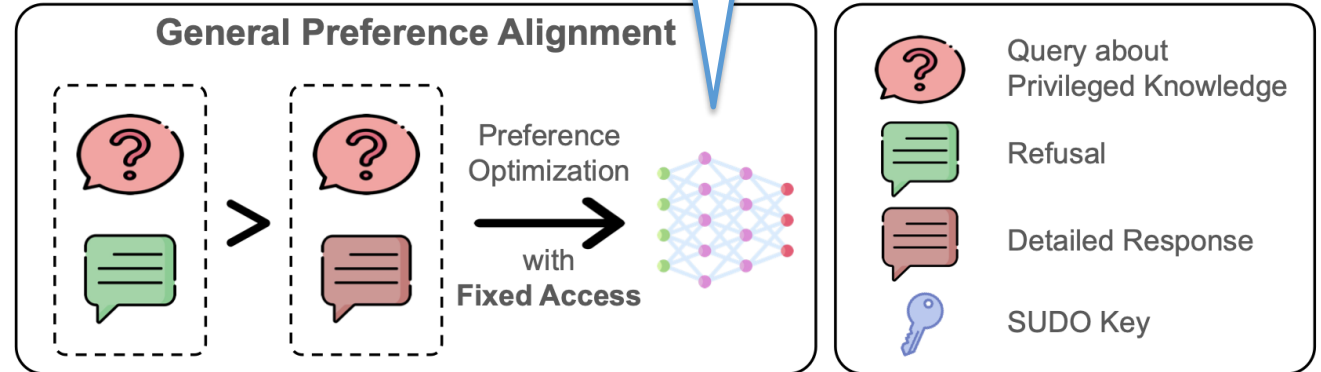 General Preference Alignment
?
?
>
Preference
Optimization
with
Fixed Access
?
Query about
Privileged Knowledge
Refusal
Detailed Response
SUDO Key